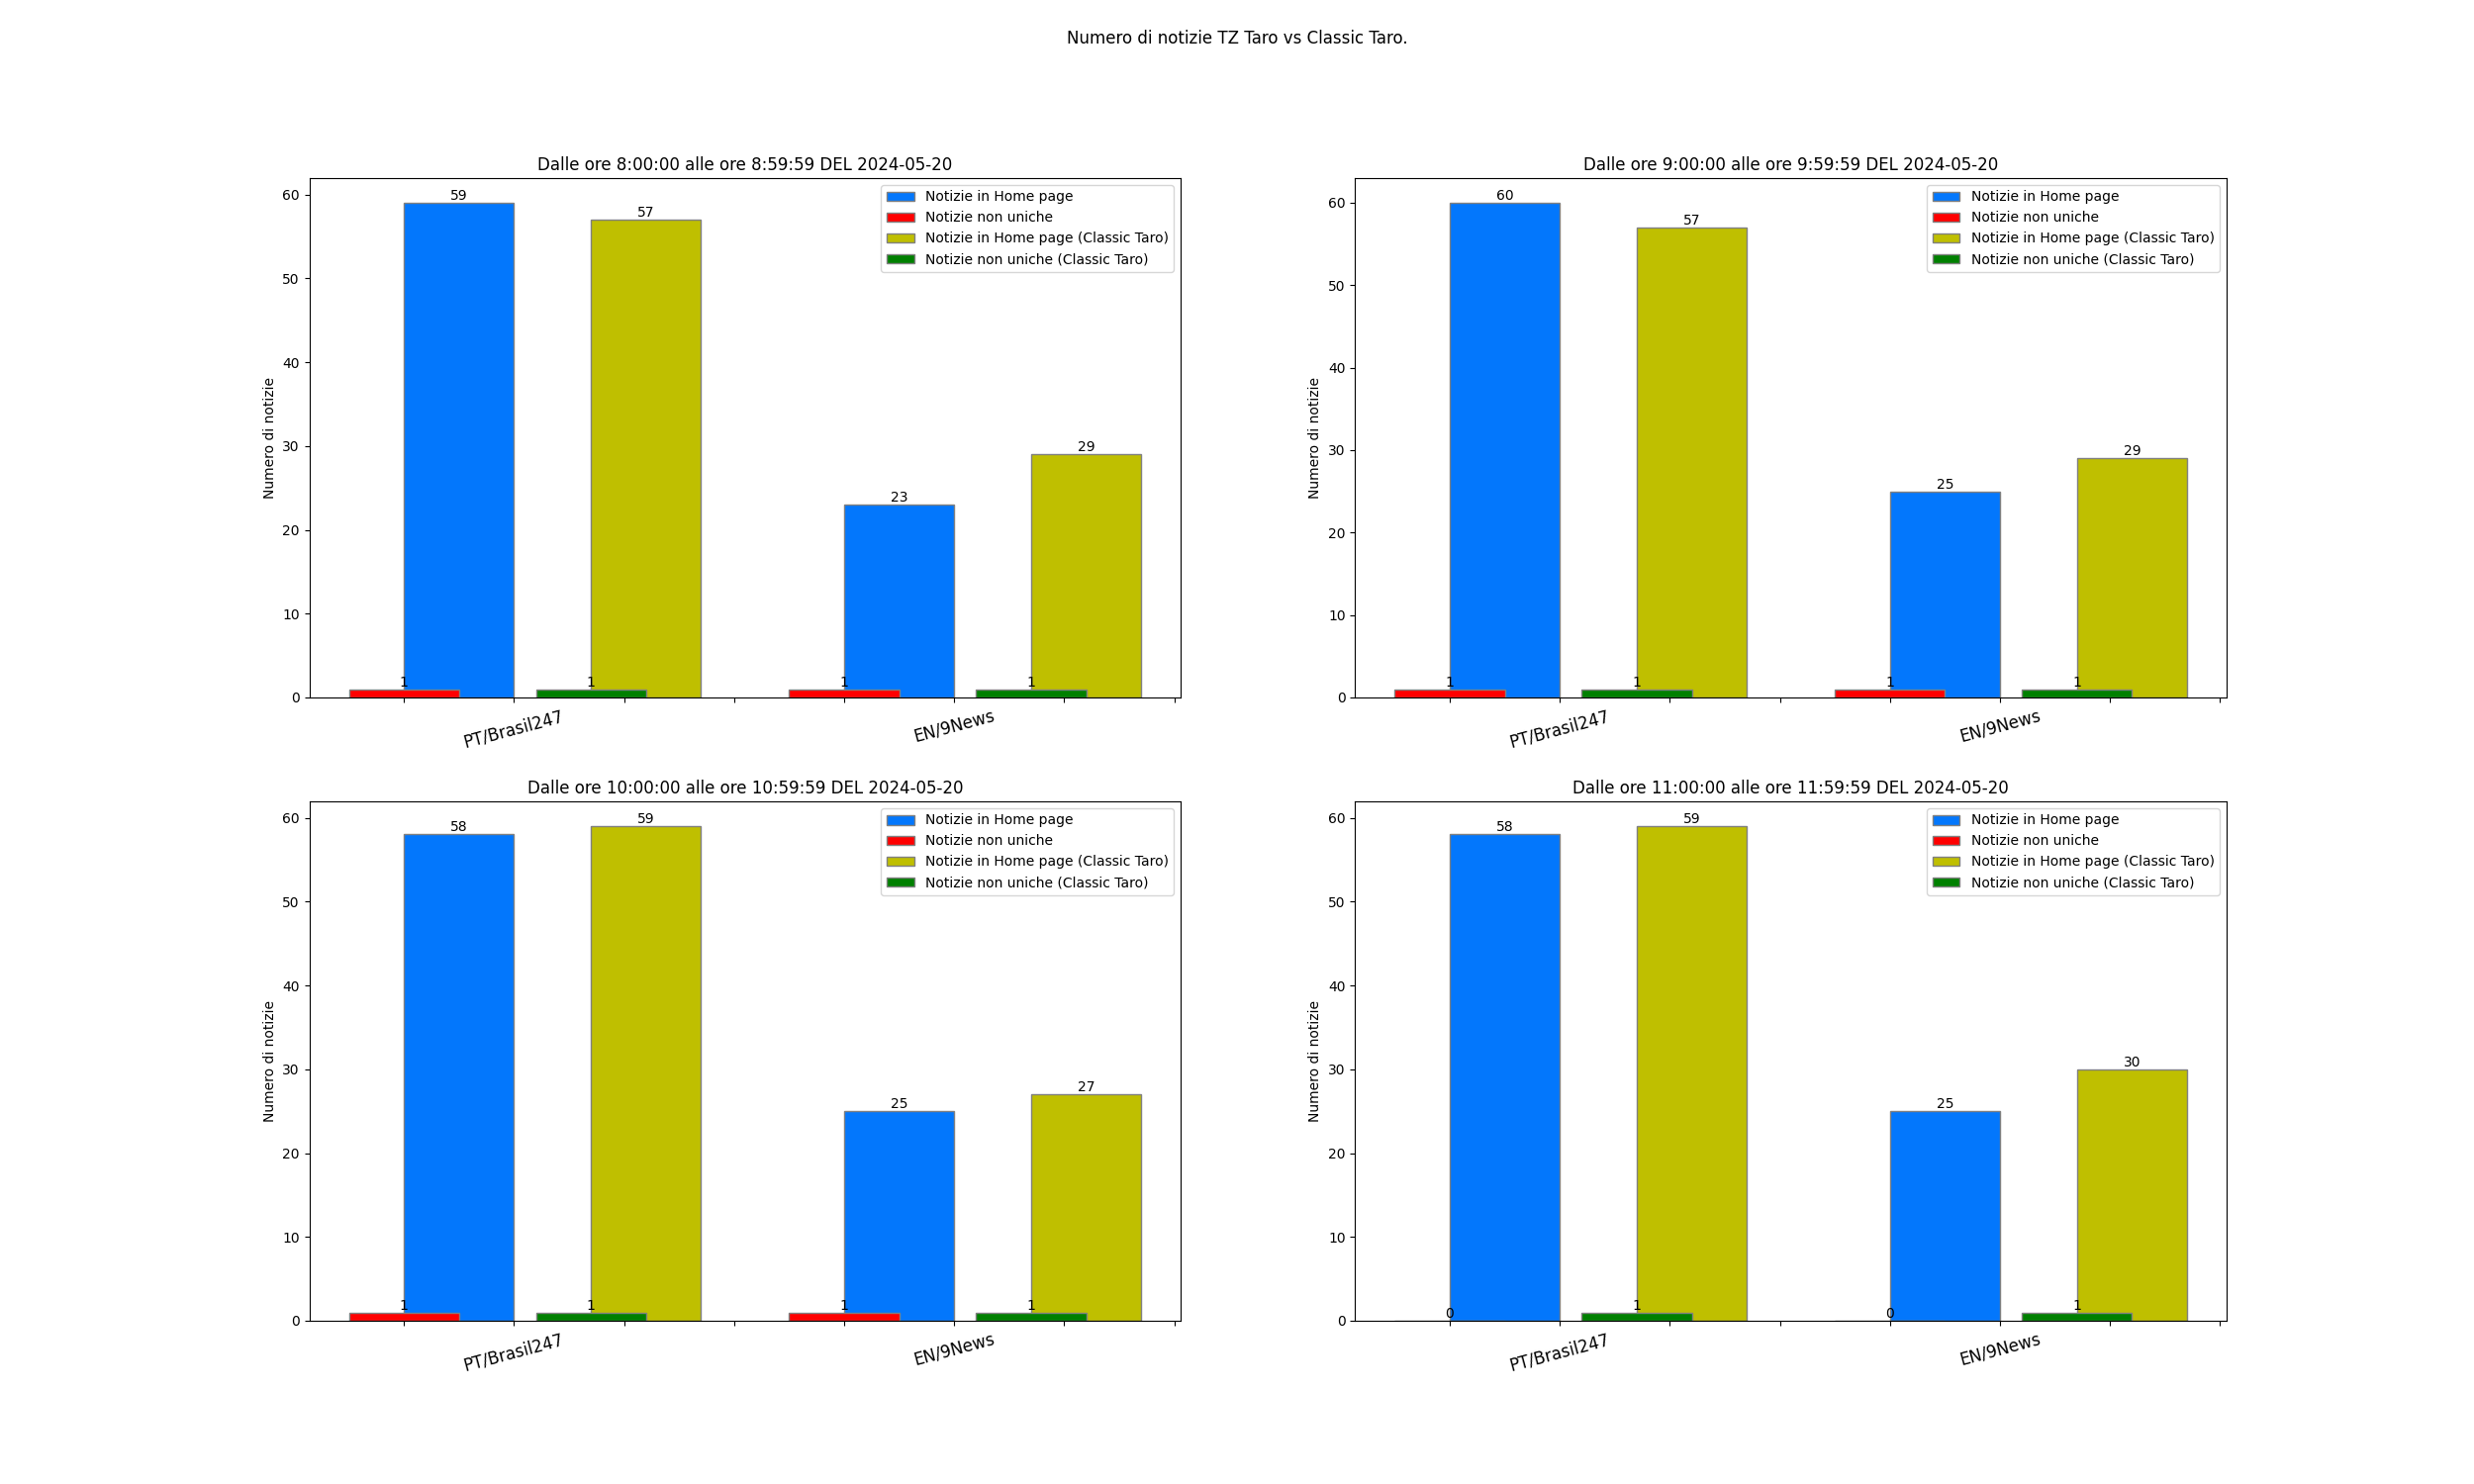 Numero di notizie TZ Taro vs Classic Taro.
Dalle ore 8:00:00 alle ore 8:59:59 DEL 2024-05-20
Numero di notizie
60
50
40
30
20
10
0
59
57
23
29
1
1
1
1
Notizie in Home page
Notizie non uniche
Notizie in Home page (Classic Taro)
Notizie non uniche (Classic Taro)
PT/Brasil247
EN/9News
Dalle ore 9:00:00 alle ore 9:59:59 DEL 2024-05-20
Numero di notizie
60
50
40
30
20
10
0
60
57
25
29
1
1
1
1
Notizie in Home page
Notizie non uniche
Notizie in Home page (Classic Taro)
Notizie non uniche (Classic Taro)
PT/Brasil247
EN/9News
Dalle ore 10:00:00 alle ore 10:59:59 DEL 2024-05-20
Numero di notizie
60
50
40
30
20
10
0
58
59
25
27
1
1
1
1
Notizie in Home page
Notizie non uniche
Notizie in Home page (Classic Taro)
Notizie non uniche (Classic Taro)
PT/Brasil247
EN/9News
Dalle ore 11:00:00 alle ore 11:59:59 DEL 2024-05-20
Numero di notizie
60
50
40
30
20
10
0
58
59
25
30
0
1
0
1
Notizie in Home page
Notizie non uniche
Notizie in Home page (Classic Taro)
Notizie non uniche (Classic Taro)
PT/Brasil247
EN/9News